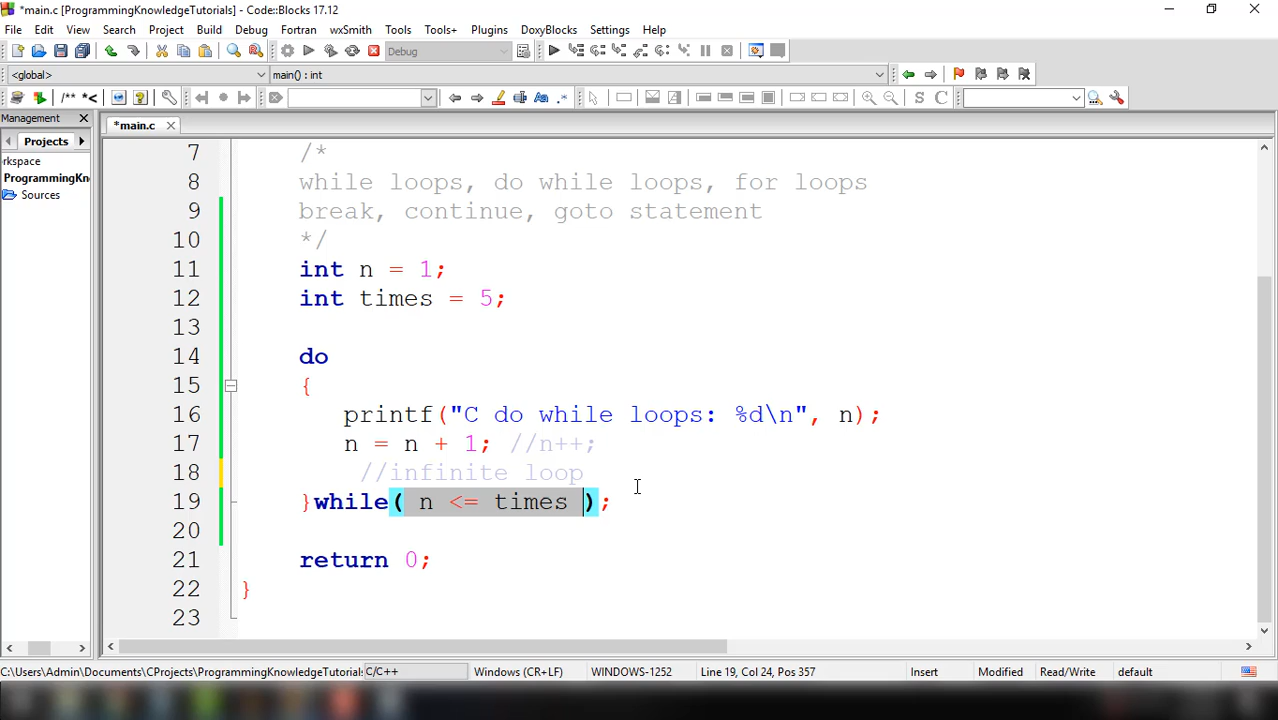 *main.c [ProgrammingKnowledgeTutorials] - Code::Blocks 17.12
File Edit View Search Project Build Debug Fortran wxSmith Tools Tools+ Plugins DoxyBlocks Settings Help
Debug
<global> main() : int
/** *< Aa .* S C
Management *main.c
Projects
rkspace
ProgrammingKn
Sources
7 /*
8 while loops, do while loops, for loops
9 break, continue, goto statement
10 */
11 int n = 1;
12 int times = 5;
13
14 do
15 {
16 printf("C do while loops: %d\n", n);
17 n = n + 1; //n++;
18 //infinite loop
19 }while( n <= times );
20
21 return 0;
22 }
23
C:\Users\Admin\Documents\CProjects\ProgrammingKnowledgeTutorials C/C++ Windows (CR+LF) WINDOWS-1252 Line 19, Col 24, Pos 357 Insert Modified Read/Write default